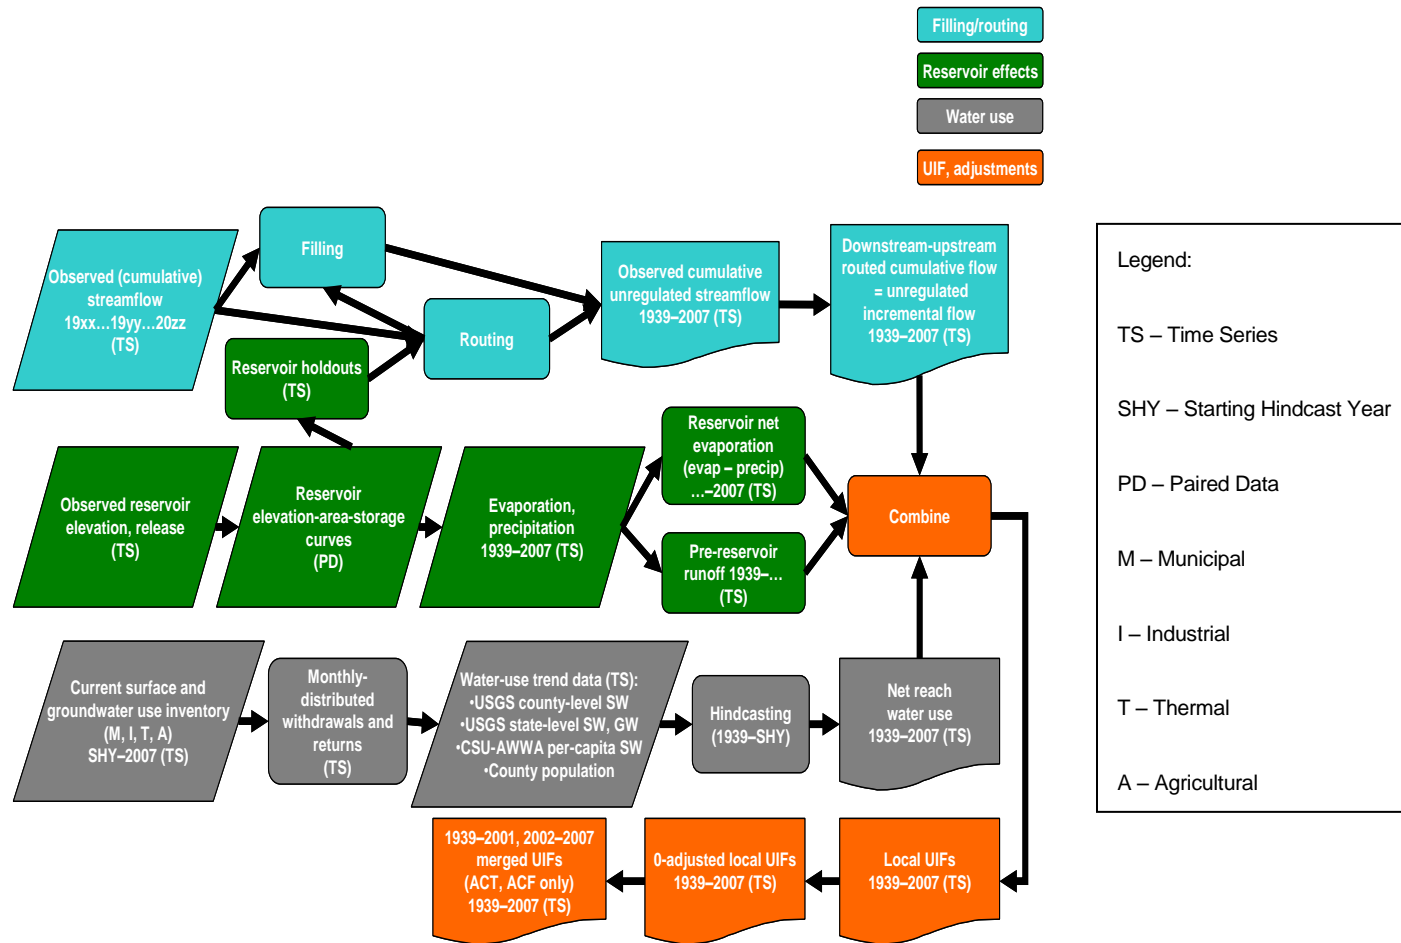 Filling/routing
Reservoir effects
Water use
UIF, adjustments
Observed (cumulative)
streamflow
19xx…19yy…20zz
(TS)
Filling
Routing
Observed cumulative
unregulated streamflow
1939–2007 (TS)
Downstream-upstream
routed cumulative flow
= unregulated
incremental flow
1939–2007 (TS)
Reservoir holdouts
(TS)
Observed reservoir
elevation, release
(TS)
Reservoir
elevation-area-storage
curves
(PD)
Evaporation,
precipitation
1939–2007 (TS)
Reservoir net
evaporation
(evap – precip)
…–2007 (TS)
Pre-reservoir
runoff 1939–…
(TS)
Combine
Current surface and
groundwater use inventory
(M, I, T, A)
SHY–2007 (TS)
Monthly-
distributed
withdrawals and
returns
(TS)
Water-use trend data (TS):
•USGS county-level SW
•USGS state-level SW, GW
•CSU-AWWA per-capita SW
•County population
Hindcasting
(1939–SHY)
Net reach
water use
1939–2007 (TS)
1939–2001, 2002–2007
merged UIFs
(ACT, ACF only)
1939–2007 (TS)
0-adjusted local UIFs
1939–2007 (TS)
Local UIFs
1939–2007 (TS)
Legend:
TS – Time Series
SHY – Starting Hindcast Year
PD – Paired Data
M – Municipal
I – Industrial
T – Thermal
A – Agricultural